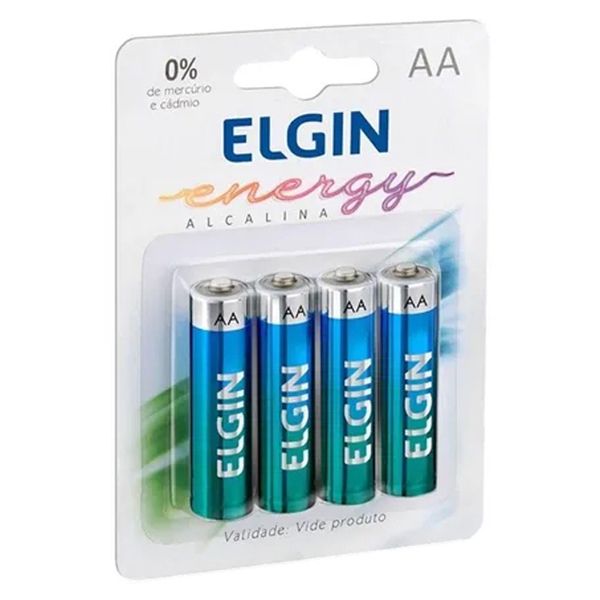 0%
de mercúrio
e cádmio
AA
ELGIN
energy
ALCALINA
AA
AA
AA
AA
ELGIN
ELGIN
ELGIN
ELGIN
Validade: Vide produto